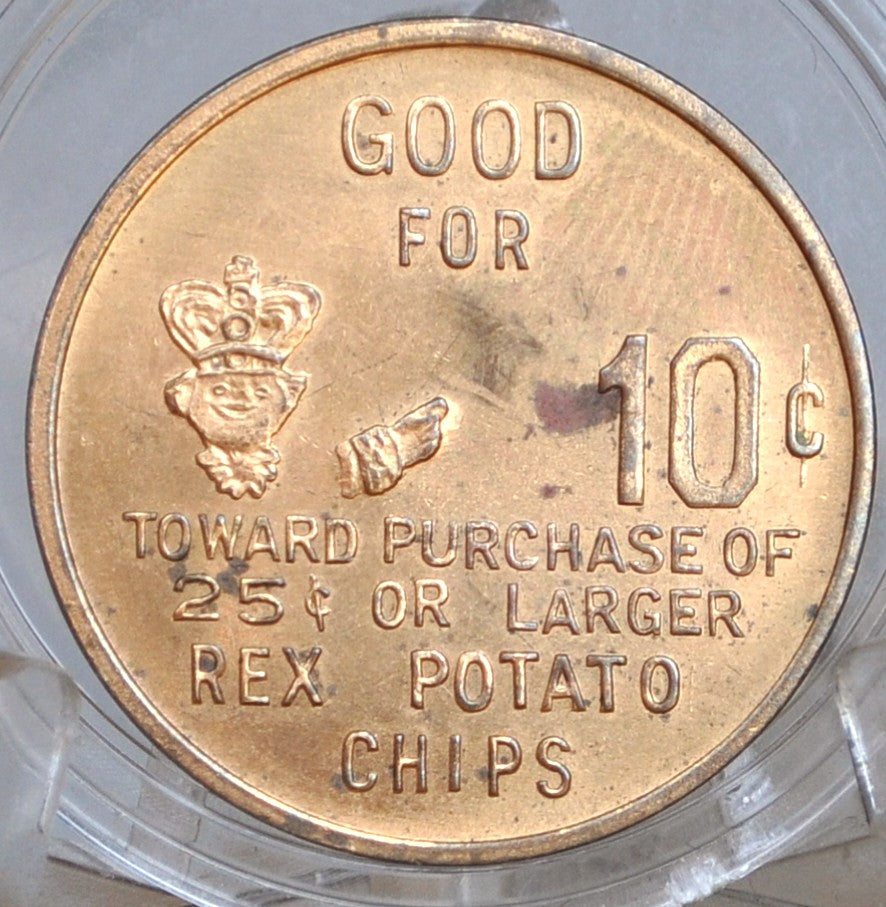 GOOD
FOR
10¢
TOWARD PURCHASE OF
25¢ OR LARGER
REX POTATO
CHIPS